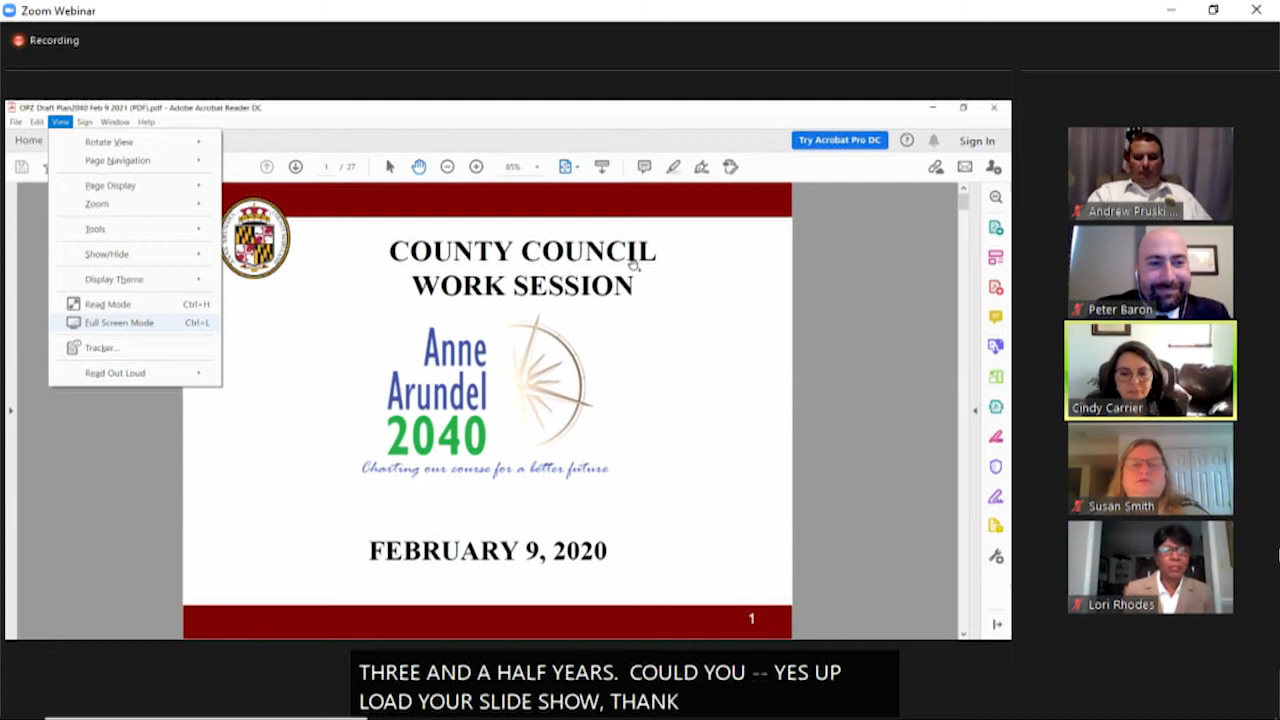 Zoom Webinar
Recording
OPZ Draft Plan2040 Feb 9 2021 (PDF).pdf - Adobe Acrobat Reader DC
File Edit View Sign Window Help
Home
Try Acrobat Pro DC
Sign In
1 / 27
85%
Rotate View
Page Navigation
Page Display
Zoom
Tools
Show/Hide
Display Theme
Read Mode Ctrl+H
Full Screen Mode Ctrl+L
Tracker...
Read Out Loud
COUNTY COUNCIL
WORK SESSION
Anne
Arundel
2040
Charting our course for a better future
FEBRUARY 9, 2020
1
Andrew Pruski ...
Peter Baron
Cindy Carrier
Susan Smith
Lori Rhodes
THREE AND A HALF YEARS. COULD YOU -- YES UP
LOAD YOUR SLIDE SHOW, THANK